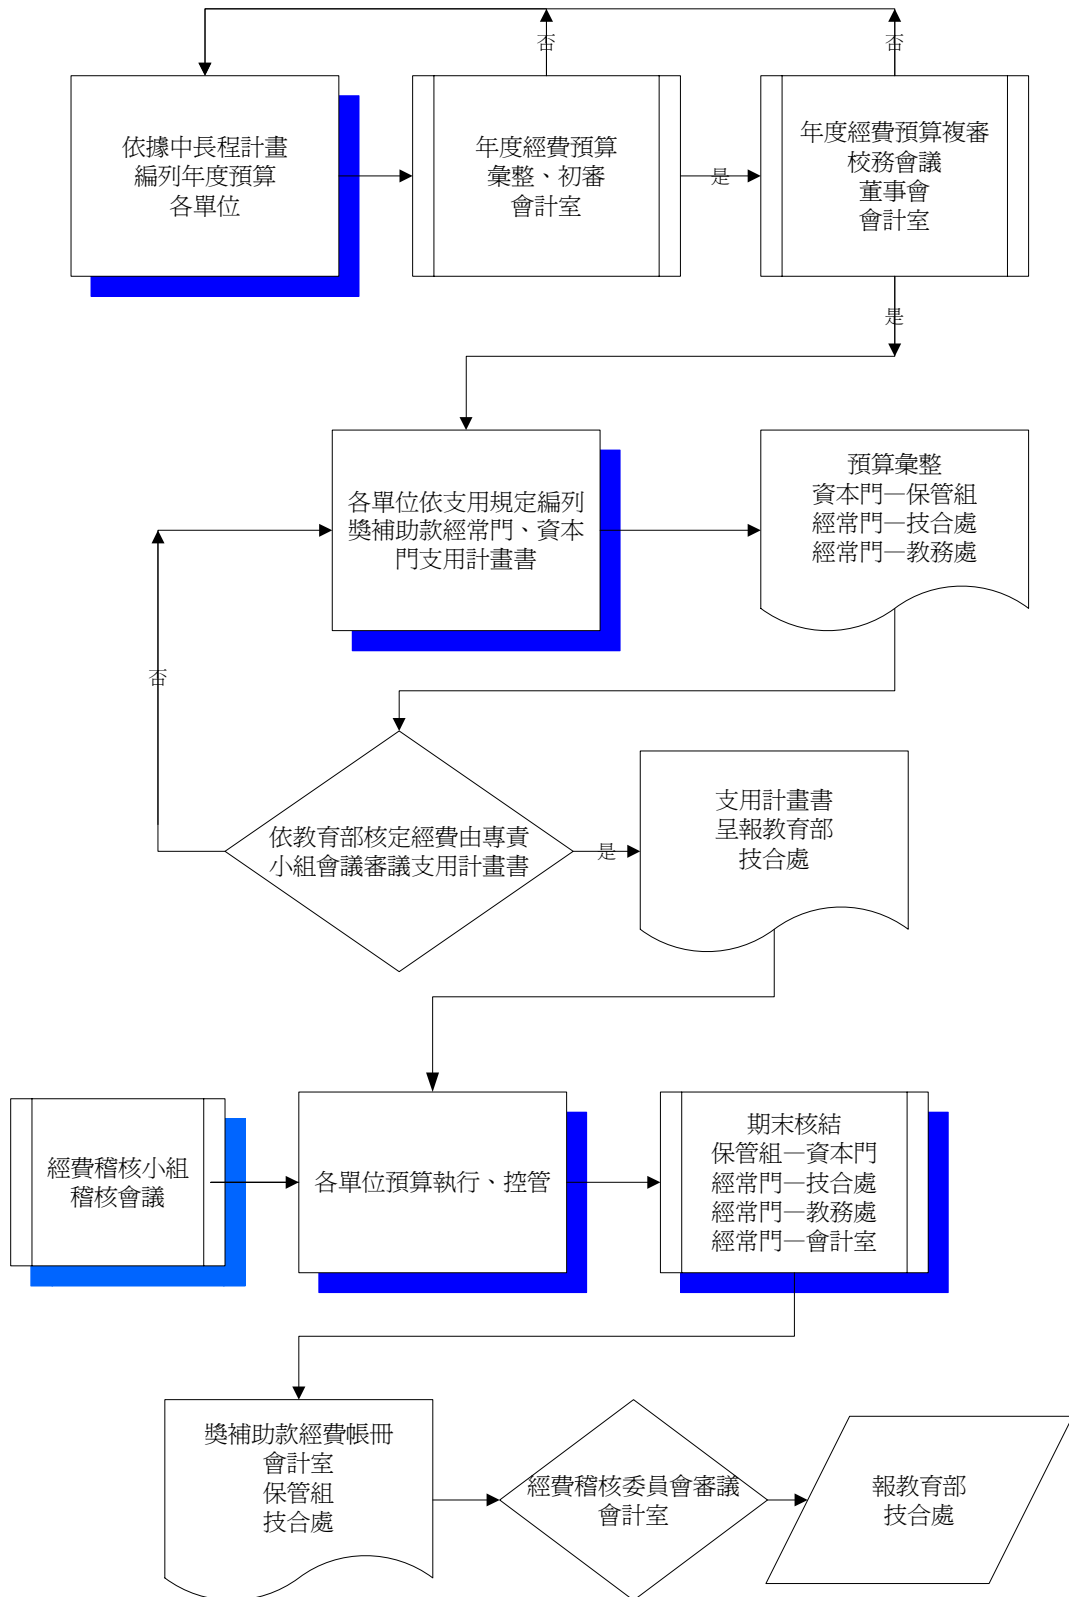 否
否
依據中長程計畫
編列年度預算
各單位
年度經費預算
彙整、初審
會計室
是
年度經費預算複審
校務會議
董事會
會計室
是
各單位依支用規定編列
獎補助款經常門、資本
門支用計畫書
預算彙整
資本門—保管組
經常門—技合處
經常門—教務處
否
依教育部核定經費由專責
小組會議審議支用計畫書
是
支用計畫書
呈報教育部
技合處
經費稽核小組
稽核會議
各單位預算執行、控管
期末核結
保管組—資本門
經常門—技合處
經常門—教務處
經常門—會計室
獎補助款經費帳冊
會計室
保管組
技合處
經費稽核委員會審議
會計室
報教育部
技合處